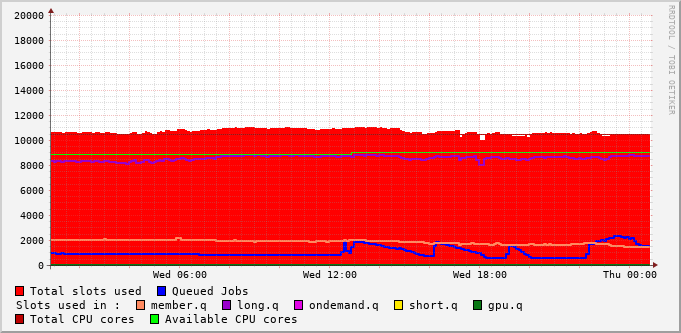 20000
18000
16000
14000
12000
10000
8000
6000
4000
2000
0
Wed 06:00 Wed 12:00 Wed 18:00 Thu 00:00
Total slots used Queued Jobs
Slots used in : member.q long.q ondemand.q short.q gpu.q
Total CPU cores Available CPU cores
RRDTOOL / TOBI OETIKER